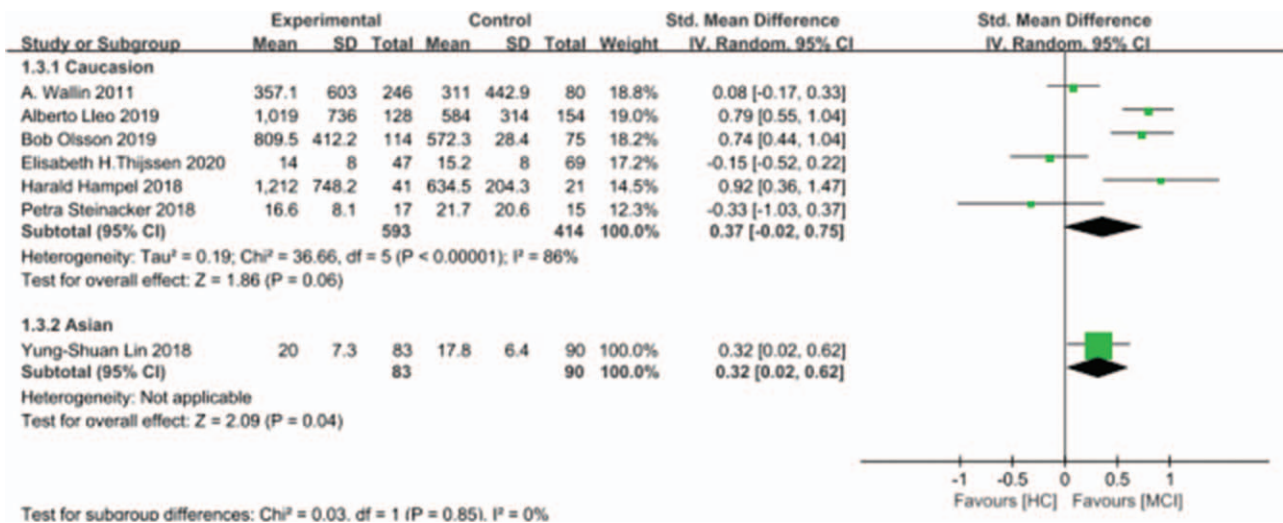 Experimental Control Std. Mean Difference Std. Mean Difference
Study or Subgroup Mean SD Total Mean SD Total Weight IV. Random. 95% CI IV. Random. 95% CI
1.3.1 Caucasion
A. Wallin 2011 357.1 603 246 311 442.9 80 18.8% 0.08 [-0.17, 0.33]
Alberto Lleo 2019 1,019 736 128 584 314 154 19.0% 0.79 [0.55, 1.04]
Bob Olsson 2019 809.5 412.2 114 572.3 28.4 75 18.2% 0.74 [0.44, 1.04]
Elisabeth H.Thijssen 2020 14 8 47 15.2 8 69 17.2% -0.15 [-0.52, 0.22]
Harald Hampel 2018 1,212 748.2 41 634.5 204.3 21 14.5% 0.92 [0.36, 1.47]
Petra Steinacker 2018 16.6 8.1 17 21.7 20.6 15 12.3% -0.33 [-1.03, 0.37]
Subtotal (95% CI) 593 414 100.0% 0.37 [-0.02, 0.75]
Heterogeneity: Tau² = 0.19; Chi² = 36.66, df = 5 (P < 0.00001); I² = 86%
Test for overall effect: Z = 1.86 (P = 0.06)
1.3.2 Asian
Yung-Shuan Lin 2018 20 7.3 83 17.8 6.4 90 100.0% 0.32 [0.02, 0.62]
Subtotal (95% CI) 83 90 100.0% 0.32 [0.02, 0.62]
Heterogeneity: Not applicable
Test for overall effect: Z = 2.09 (P = 0.04)
-1 -0.5 0 0.5 1
Favours [HC] Favours [MCI]
Test for subgroup differences: Chi² = 0.03. df = 1 (P = 0.85). I² = 0%